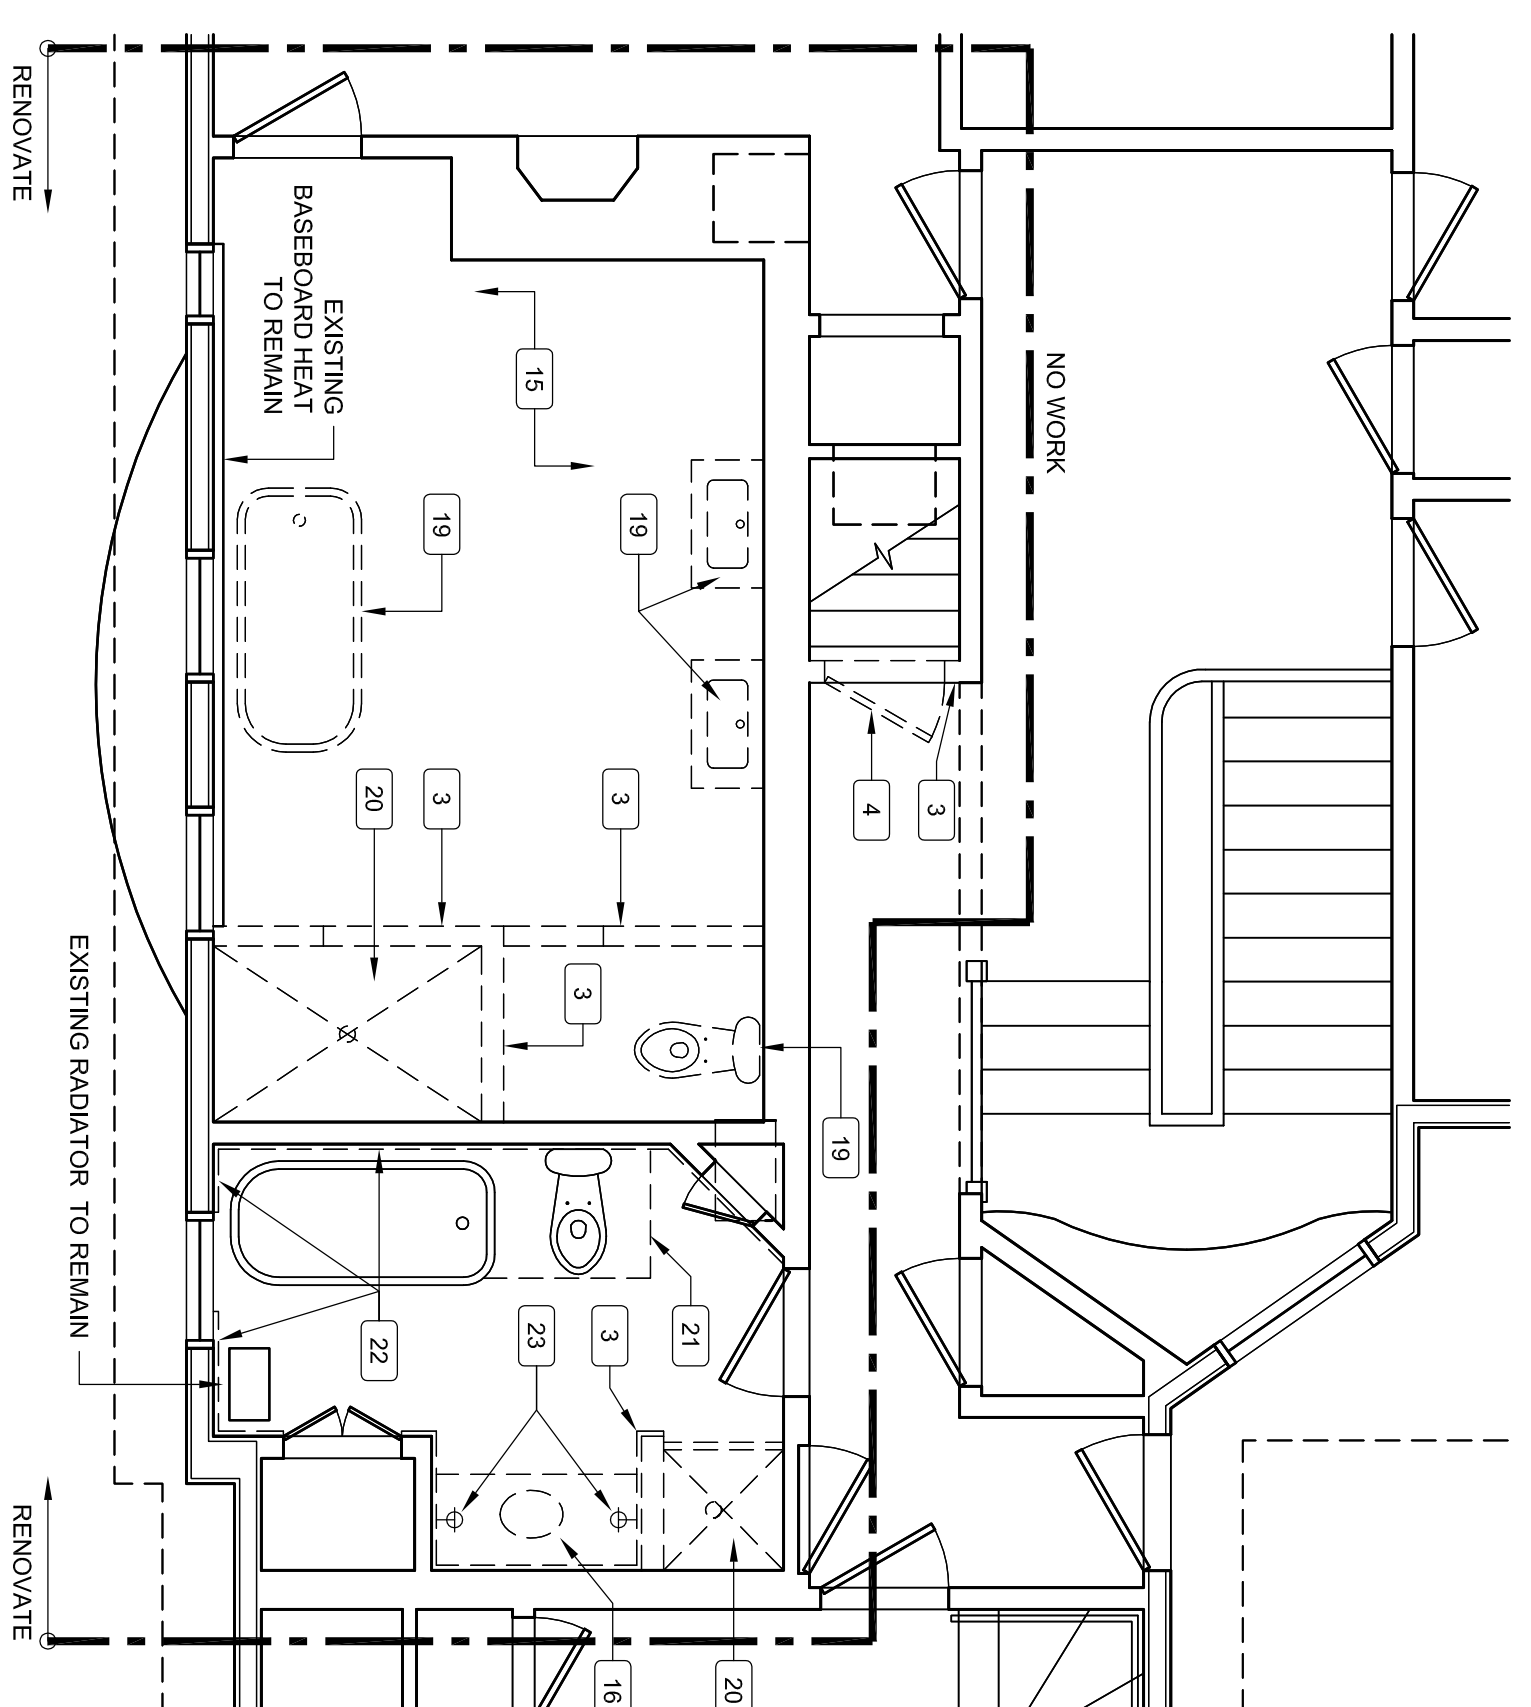 NO WORK
3
4
19
20
21
19
3
3
16
3
15
23
19
3
22
20
EXISTING
BASEBOARD HEAT
TO REMAIN
EXISTING RADIATOR TO REMAIN
RENOVATE
RENOVATE